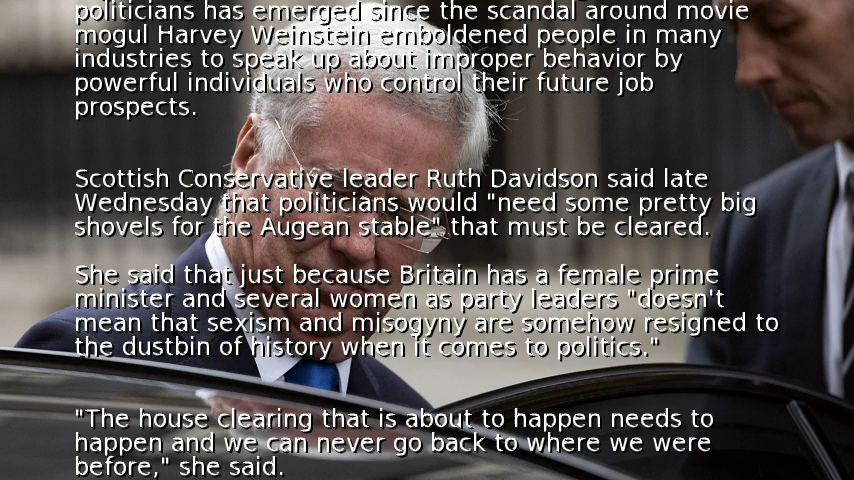 politicians has emerged since the scandal around movie
mogul Harvey Weinstein emboldened people in many
industries to speak up about improper behavior by
powerful individuals who control their future job
prospects.
Scottish Conservative leader Ruth Davidson said late
Wednesday that politicians would "need some pretty big
shovels for the Augean stable" that must be cleared.
She said that just because Britain has a female prime
minister and several women as party leaders "doesn't
mean that sexism and misogyny are somehow resigned to
the dustbin of history when it comes to politics."
"The house clearing that is about to happen needs to
happen and we can never go back to where we were
before," she said.